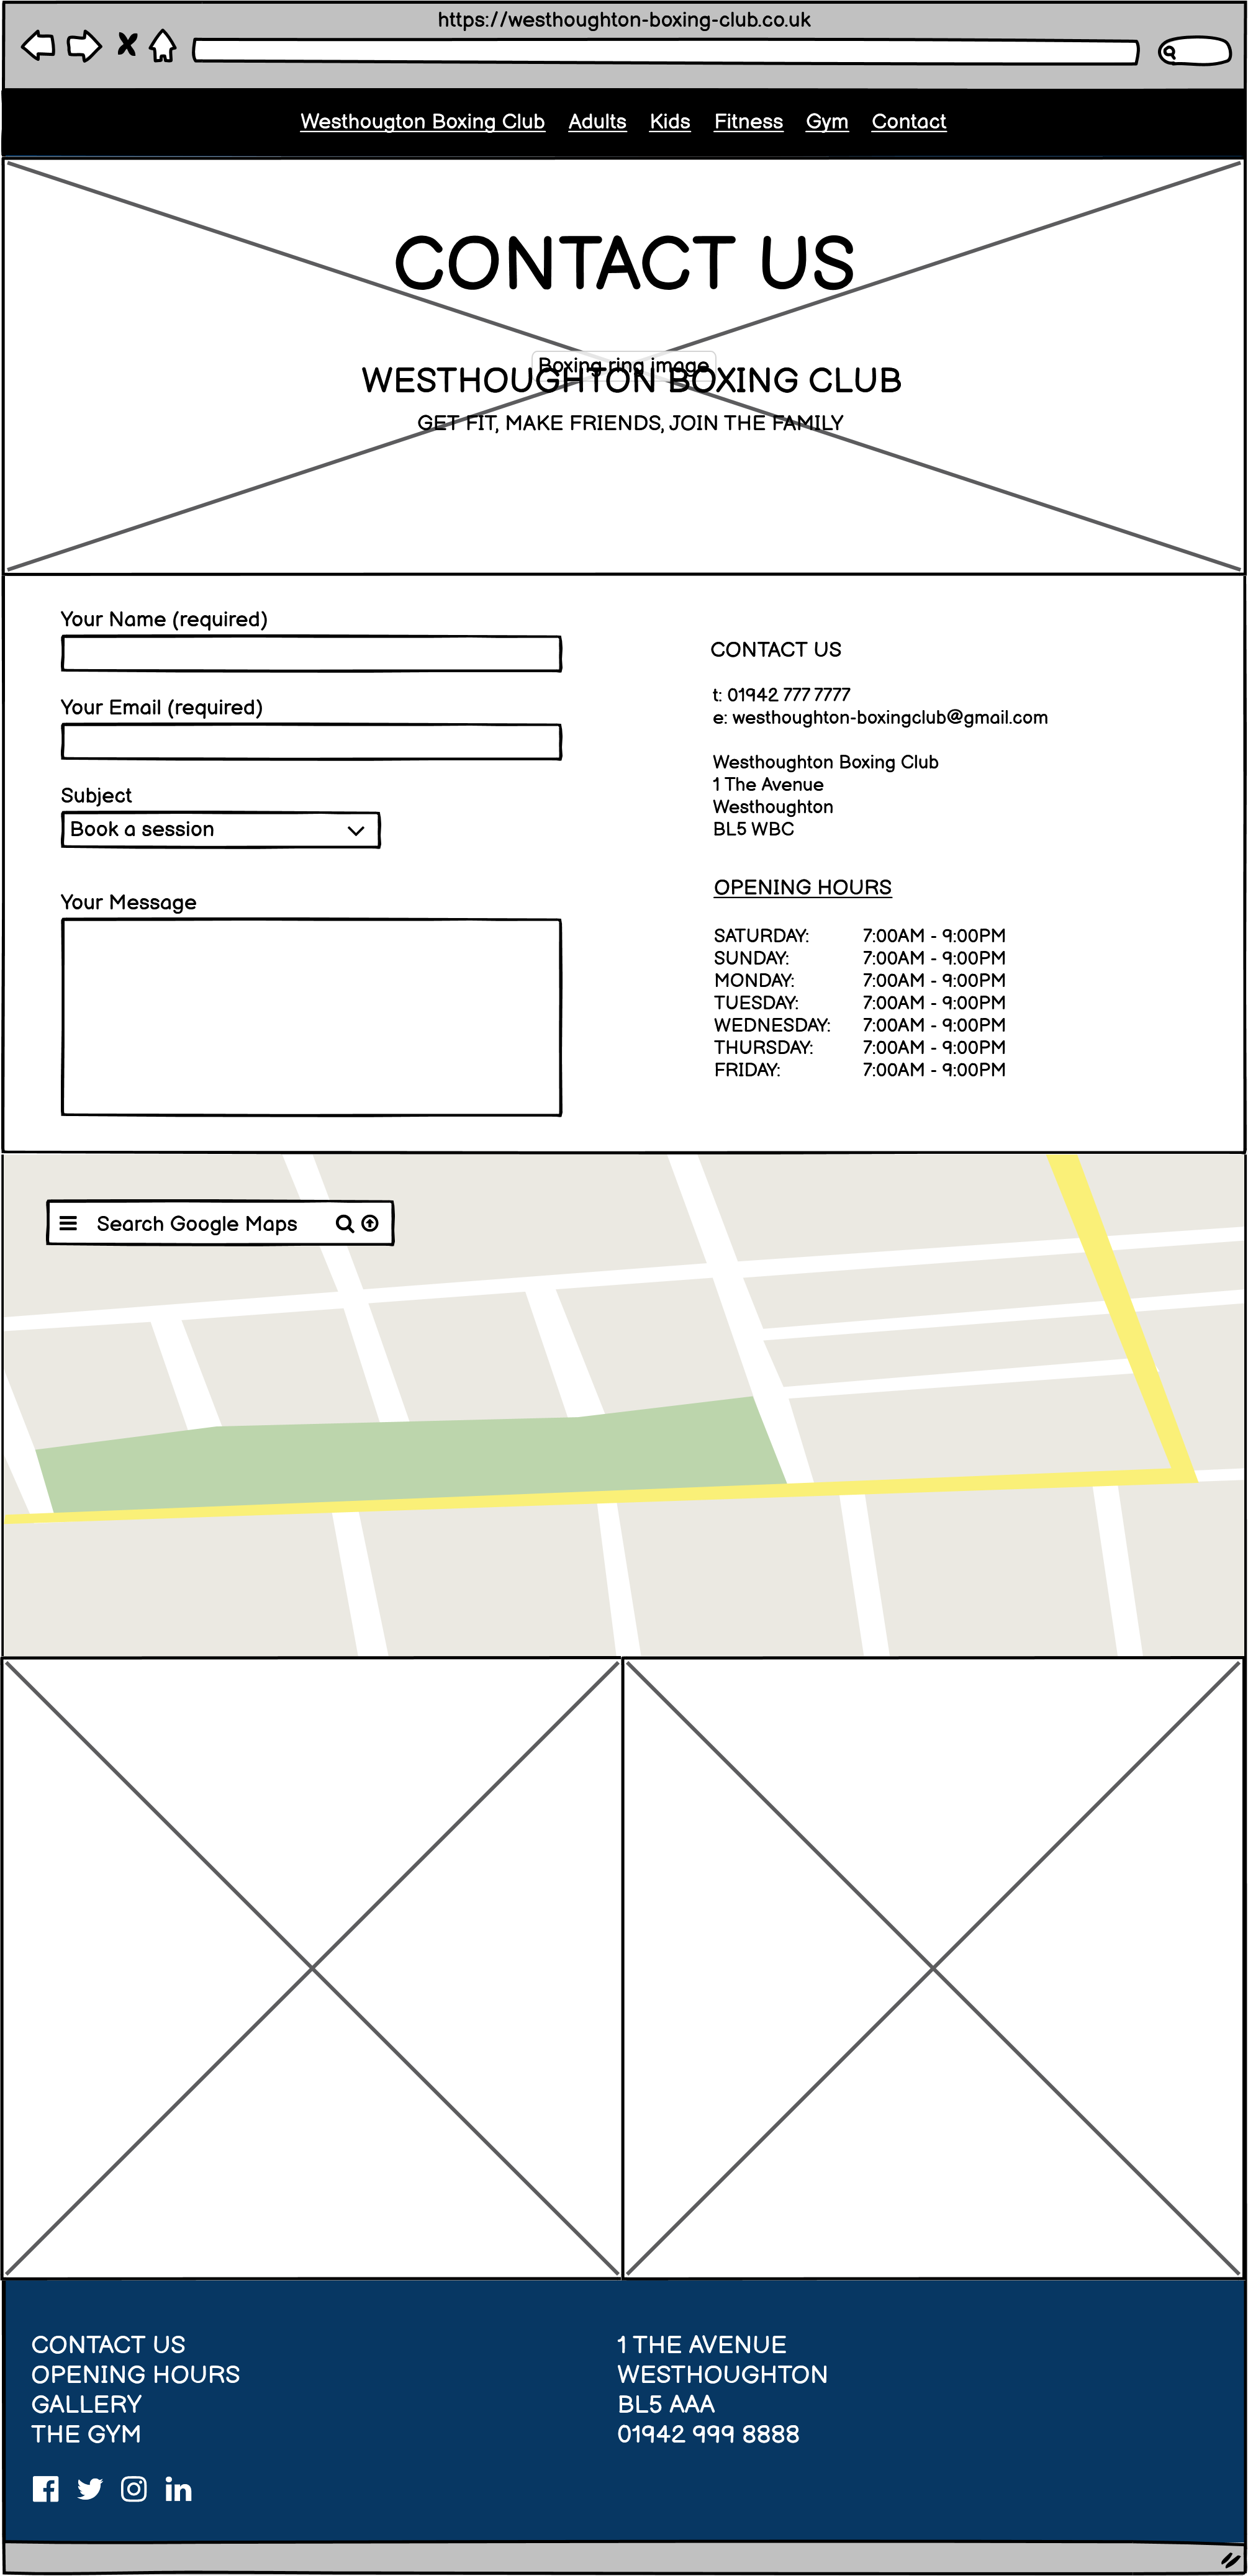 https://westhoughton-boxing-club.co.uk
Westhougton Boxing Club Adults Kids Fitness Gym Contact
CONTACT US
Boxing ring image
WESTHOUGHTON BOXING CLUB
GET FIT, MAKE FRIENDS, JOIN THE FAMILY
Your Name (required)
Your Email (required)
Subject
Book a session
Your Message
CONTACT US
t: 01942 777 7777
e: westhoughton-boxingclub@gmail.com
Westhoughton Boxing Club
1 The Avenue
Westhoughton
BL5 WBC
OPENING HOURS
SATURDAY: 7:00AM - 9:00PM
SUNDAY: 7:00AM - 9:00PM
MONDAY: 7:00AM - 9:00PM
TUESDAY: 7:00AM - 9:00PM
WEDNESDAY: 7:00AM - 9:00PM
THURSDAY: 7:00AM - 9:00PM
FRIDAY: 7:00AM - 9:00PM
Search Google Maps
CONTACT US
OPENING HOURS
GALLERY
THE GYM
1 THE AVENUE
WESTHOUGHTON
BL5 AAA
01942 999 8888